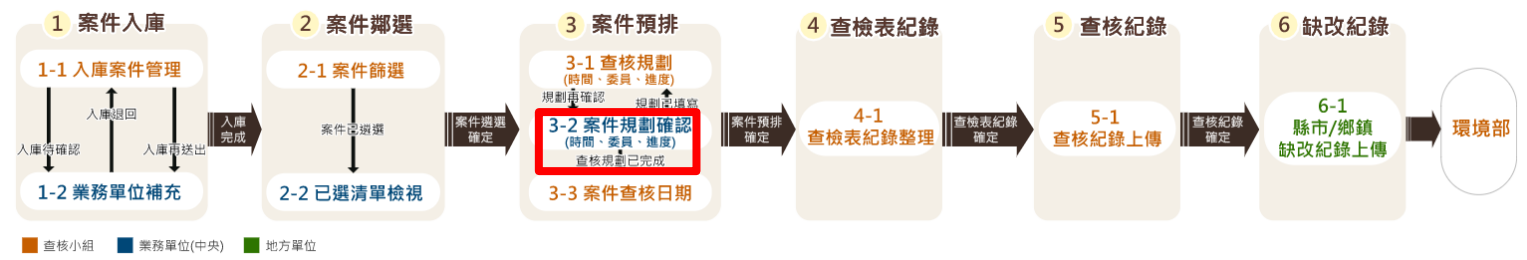 1 案件入庫
1-1 入庫案件管理
入庫退回
入庫待確認
入庫再送出
1-2 業務單位補充
入庫
完成
2 案件鄰選
2-1 案件篩選
案件已遴選
2-2 已選清單檢視
案件遴選
確定
3 案件預排
3-1 查核規劃
(時間、委員、進度)
規劃再確認
規劃已填寫
3-2 案件規劃確認
(時間、委員、進度)
查核規劃已完成
3-3 案件查核日期
案件預排
確定
4 查檢表紀錄
4-1
查檢表紀錄整理
查檢表紀錄
確定
5 查核紀錄
5-1
查核紀錄上傳
查核紀錄
確定
6 缺改紀錄
6-1
縣市/鄉鎮
缺改紀錄上傳
環境部
查核小組
業務單位(中央)
地方單位